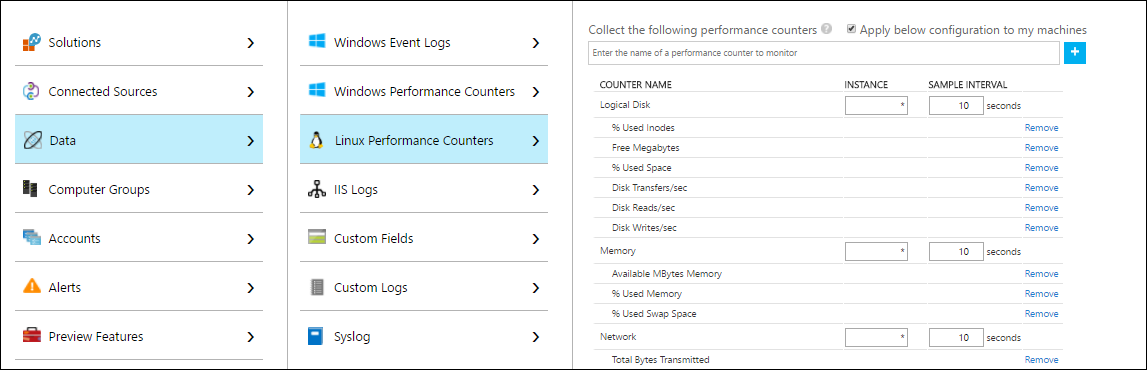 Solutions
Connected Sources
Data
Computer Groups
Accounts
Alerts
Preview Features
Windows Event Logs
Windows Performance Counters
Linux Performance Counters
IIS Logs
Custom Fields
Custom Logs
Syslog
Collect the following performance counters ? Apply below configuration to my machines
Enter the name of a performance counter to monitor +
COUNTER NAME INSTANCE SAMPLE INTERVAL
Logical Disk * 10 seconds
% Used Inodes Remove
Free Megabytes Remove
% Used Space Remove
Disk Transfers/sec Remove
Disk Reads/sec Remove
Disk Writes/sec Remove
Memory * 10 seconds
Available MBytes Memory Remove
% Used Memory Remove
% Used Swap Space Remove
Network * 10 seconds
Total Bytes Transmitted Remove